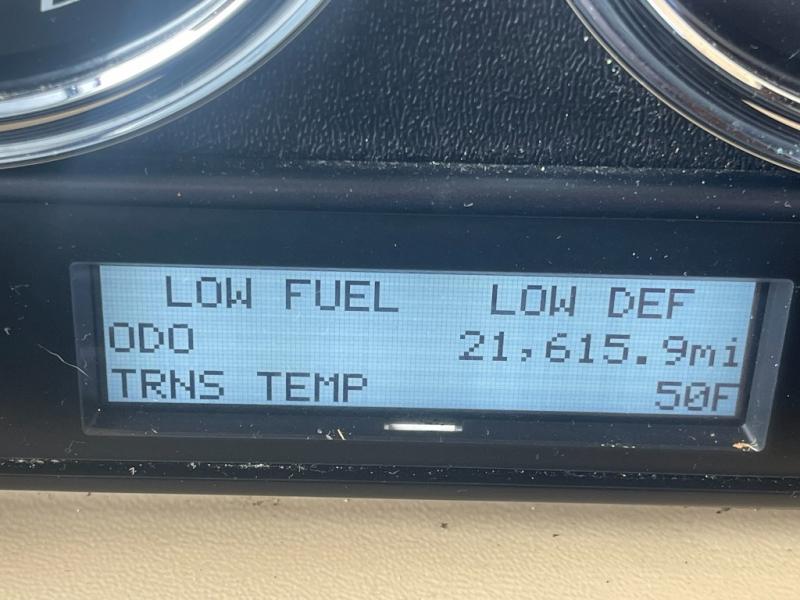 LOW FUEL LOW DEF
ODO 21,615.9mi
TRNS TEMP 50F